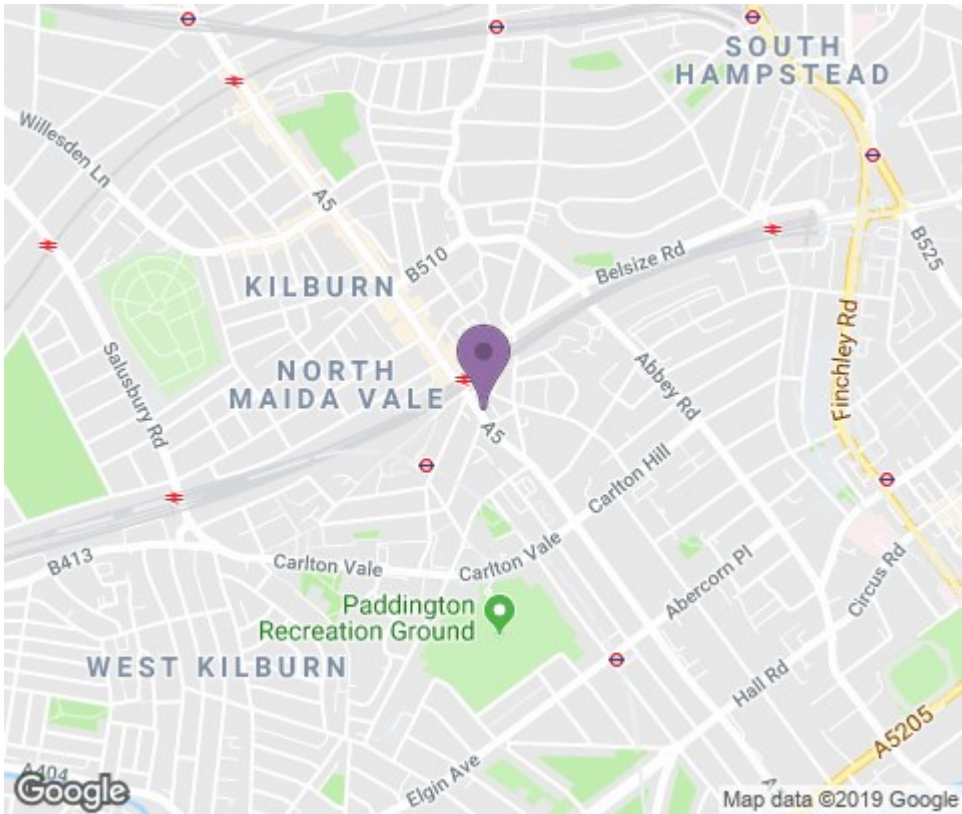 SOUTH
HAMPSTEAD
Willesden Ln
A5
B510
Belsize Rd
B525
KILBURN
Finchley Rd
Salusbury Rd
NORTH
MAIDA VALE
Abbey Rd
A5
Carlton Hill
B413
Carlton Vale
Carlton Vale
Abercorn Pl
Circus Rd
Paddington
Recreation Ground
WEST KILBURN
Hall Rd
A5205
A404
Elgin Ave
Google
Map data ©2019 Google